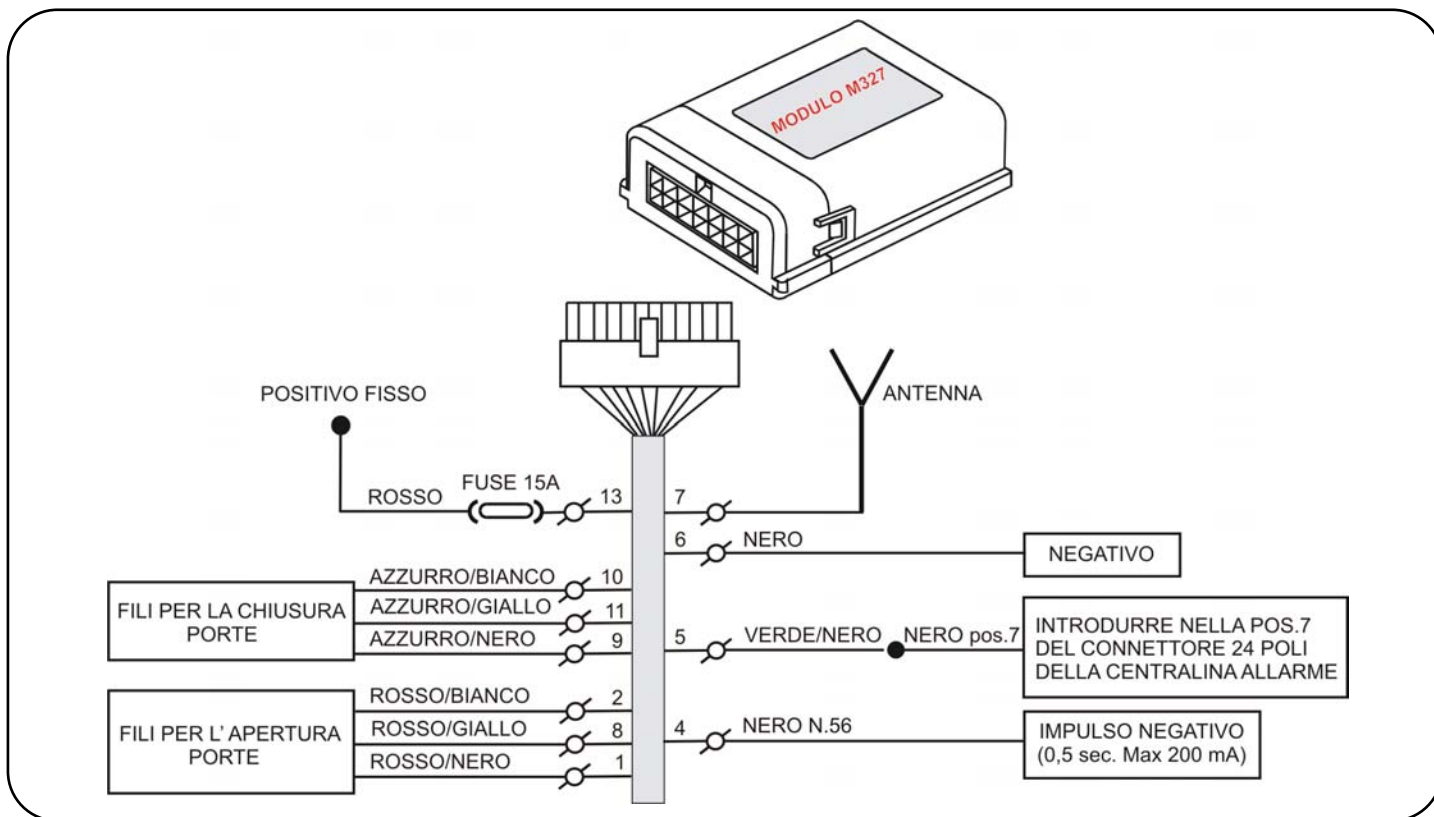 MODULO M327
POSITIVO FISSO
ANTENNA
ROSSO
FUSE 15A
13
7
6
NERO
NEGATIVO
FILI PER LA CHIUSURA
PORTE
AZZURRO/BIANCO
10
AZZURRO/GIALLO
11
AZZURRO/NERO
9
5
VERDE/NERO
NERO pos.7
INTRODURRE NELLA POS.7
DEL CONNETTORE 24 POLI
DELLA CENTRALINA ALLARME
FILI PER L' APERTURA
PORTE
ROSSO/BIANCO
2
ROSSO/GIALLO
8
ROSSO/NERO
1
4
NERO N.56
IMPULSO NEGATIVO
(0,5 sec. Max 200 mA)